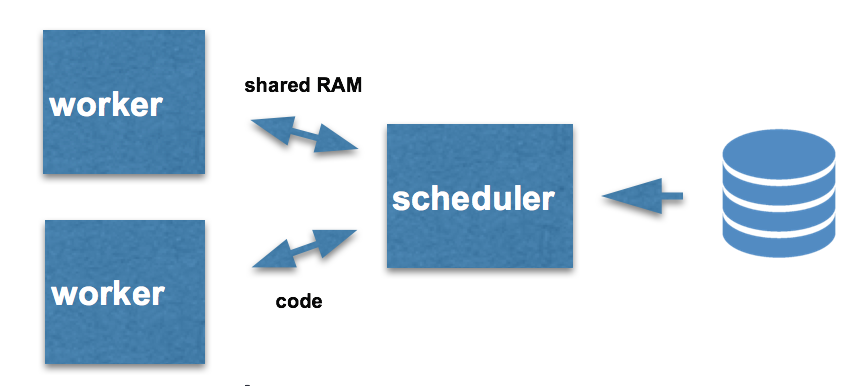 worker
shared RAM
scheduler
worker
code